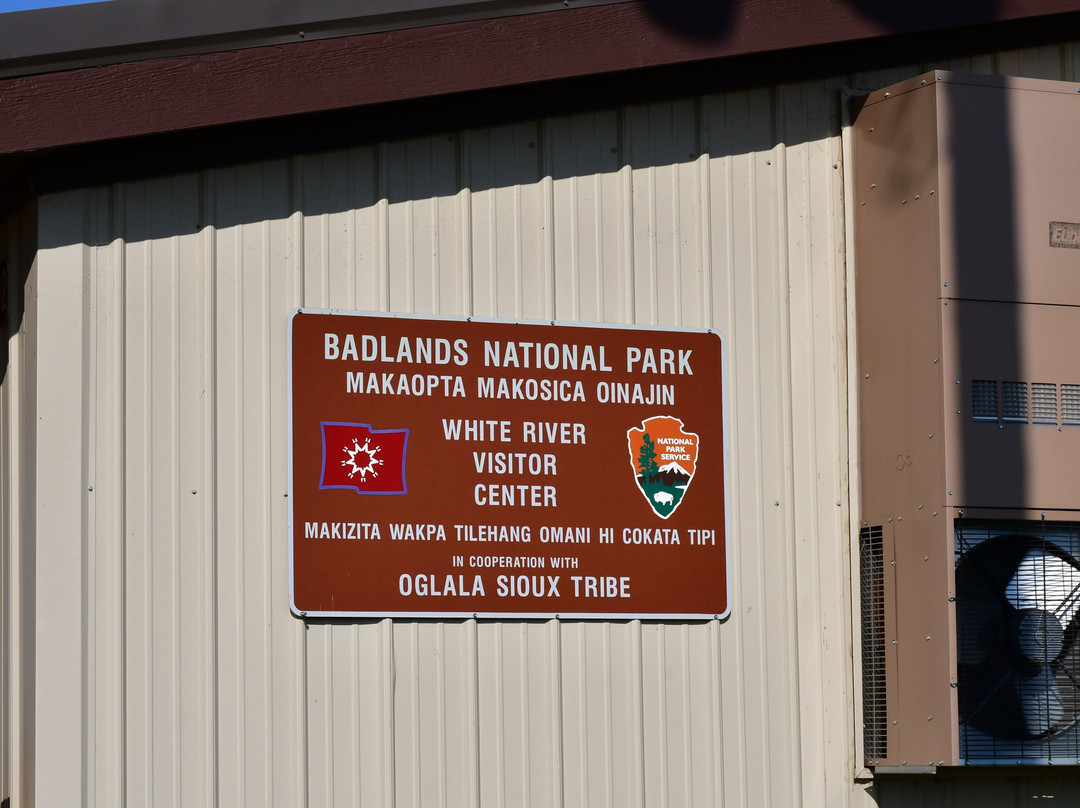 BADLANDS NATIONAL PARK
MAKAOPTA MAKOSICA OINAJIN
WHITE RIVER
VISITOR
CENTER
NATIONAL
PARK
SERVICE
MAKIZITA WAKPA TILEHANG OMANI HI COKATA TIPI
IN COOPERATION WITH
OGLALA SIOUX TRIBE